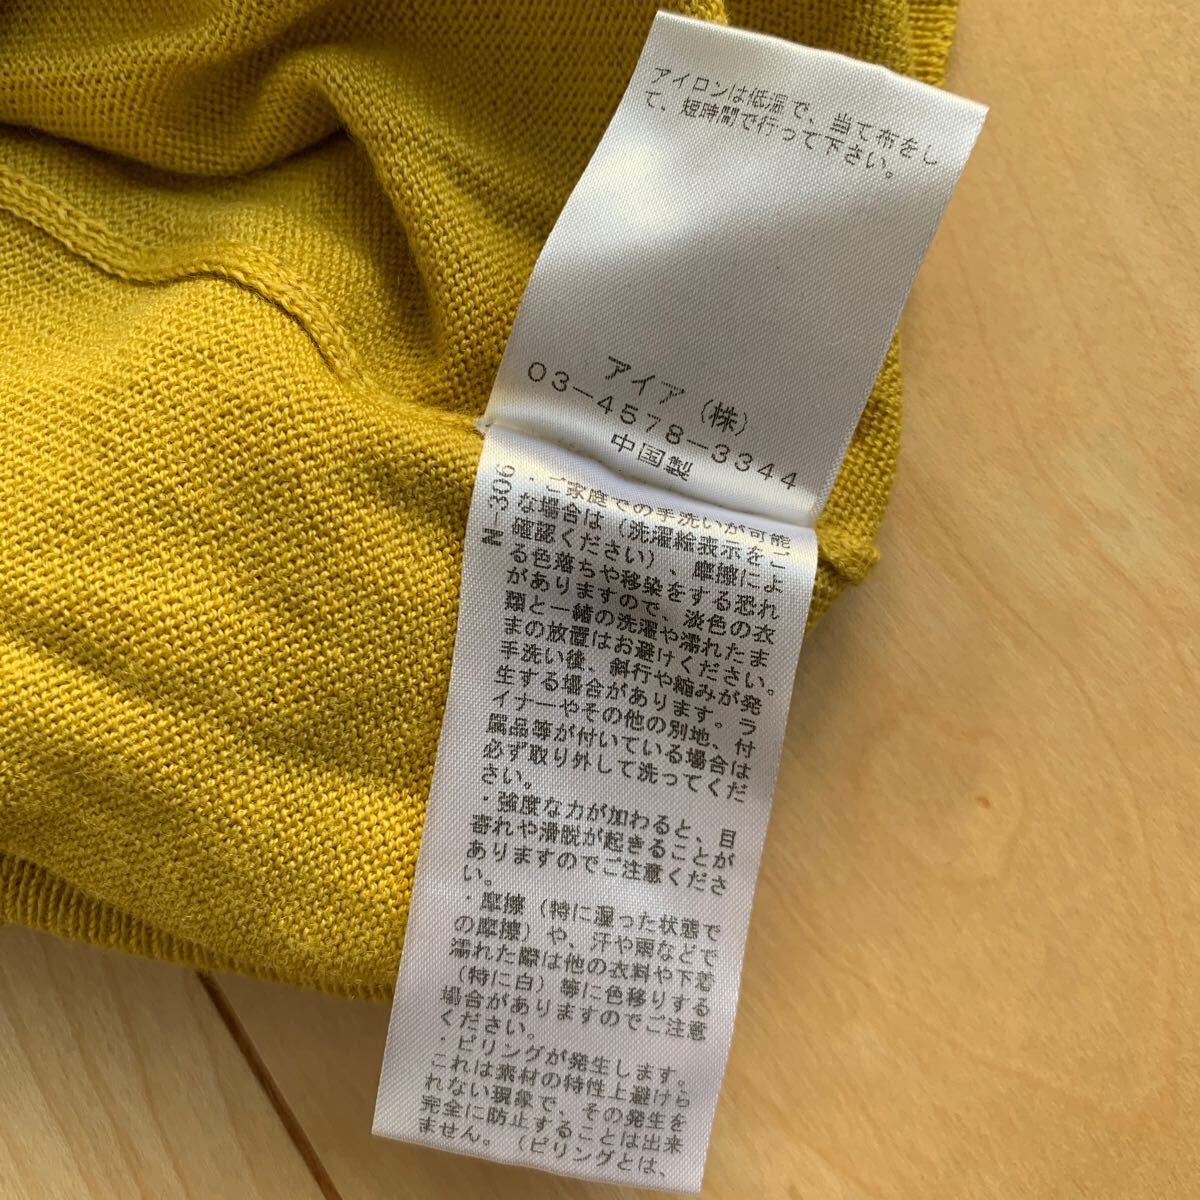 アイロンは低温で、当て布をし
て、短時間で行って下さい。
アイア（株）
03－4578－3344
中国製
N－306
・ご家庭での手洗いが可能
な場合は（洗濯絵表示をご
確認ください）、摩擦によ
る色落ちや移染をする恐れ
がありますので、淡色の衣
類と一緒の洗濯や濡れたま
まの放置はお避けください。
手洗い後、斜行や縮みが発
生する場合があります。ラ
イナーやその他の別地、付
属品等が付いている場合は
必ず取り外して洗ってくだ
さい。
・強度な力が加わると、目
寄れや滑脱が起きることが
ありますのでご注意くださ
い。
・摩擦（特に湿った状態で
の摩擦）や、汗や雨などで
濡れた際は他の衣料や下着
（特に白）等に色移りする
場合がありますのでご注意
ください。
・ピリングが発生します。
これは素材の特性上避けら
れない現象で、その発生を
完全に防止することは出来
ません。（ピリングとは、